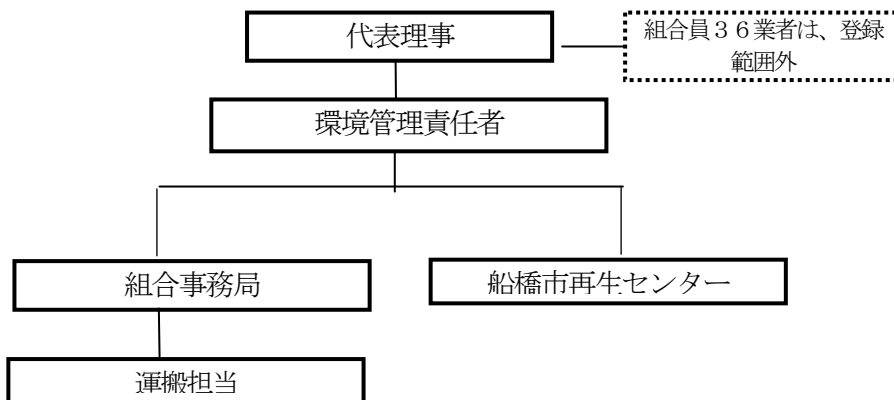 代表理事
組合員３６業者は、登録
範囲外
環境管理責任者
組合事務局
船橋市再生センター
運搬担当